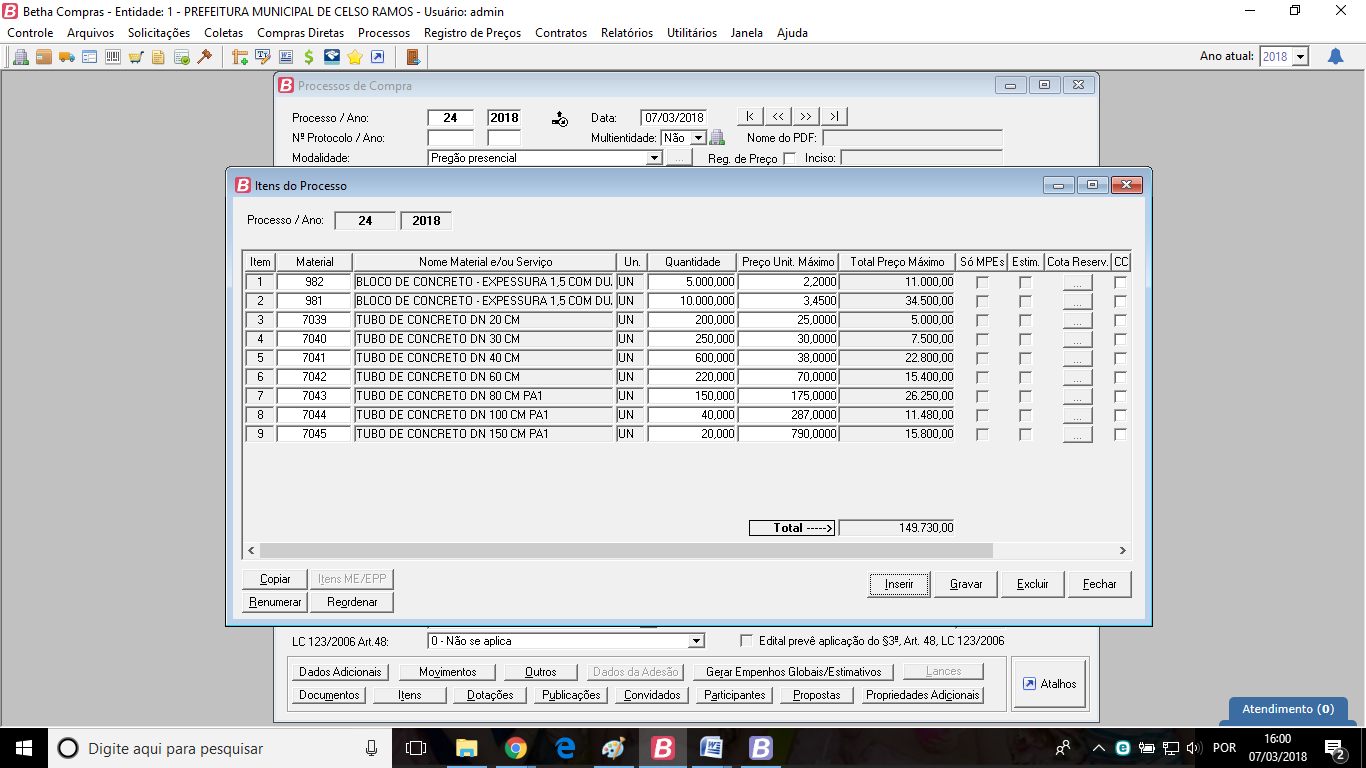 Betha Compras - Entidade: 1 - PREFEITURA MUNICIPAL DE CELSO RAMOS - Usuário: admin
Controle Arquivos Solicitações Coletas Compras Diretas Processos Registro de Preços Contratos Relatórios Utilitários Janela Ajuda
Ano atual: 2018
Processos de Compra
Processo / Ano: 24 2018 Data: 07/03/2018 |< << >> >|
Nº Protocolo / Ano: Multientidade: Não Nome do PDF:
Modalidade: Pregão presencial ... Reg. de Preço Inciso:
Itens do Processo
Processo / Ano: 24 2018
Item Material Nome Material e/ou Serviço Un. Quantidade Preço Unit. Máximo Total Preço Máximo Só MPEs Estim. Cota Reserv. CC
1 982 BLOCO DE CONCRETO - EXPESSURA 1,5 COM DU. UN 5.000,000 2,2000 11.000,00 ...
2 981 BLOCO DE CONCRETO - EXPESSURA 1,5 COM DU. UN 10.000,000 3,4500 34.500,00 ...
3 7039 TUBO DE CONCRETO DN 20 CM UN 200,000 25,0000 5.000,00 ...
4 7040 TUBO DE CONCRETO DN 30 CM UN 250,000 30,0000 7.500,00 ...
5 7041 TUBO DE CONCRETO DN 40 CM UN 600,000 38,0000 22.800,00 ...
6 7042 TUBO DE CONCRETO DN 60 CM UN 220,000 70,0000 15.400,00 ...
7 7043 TUBO DE CONCRETO DN 80 CM PA1 UN 150,000 175,0000 26.250,00 ...
8 7044 TUBO DE CONCRETO DN 100 CM PA1 UN 40,000 287,0000 11.480,00 ...
9 7045 TUBO DE CONCRETO DN 150 CM PA1 UN 20,000 790,0000 15.800,00 ...
Total -----> 149.730,00
Copiar Itens ME/EPP Inserir Gravar Excluir Fechar
Renumerar Reordenar
LC 123/2006 Art.48: 0 - Não se aplica Edital prevê aplicação do §3º, Art. 48, LC 123/2006
Dados Adicionais Movimentos Outros Dados da Adesão Gerar Empenhos Globais/Estimativos Lances
Documentos Itens Dotações Publicações Convidados Participantes Propostas Propriedades Adicionais Atalhos
Atendimento (0)
Digite aqui para pesquisar POR 16:00
07/03/2018 2